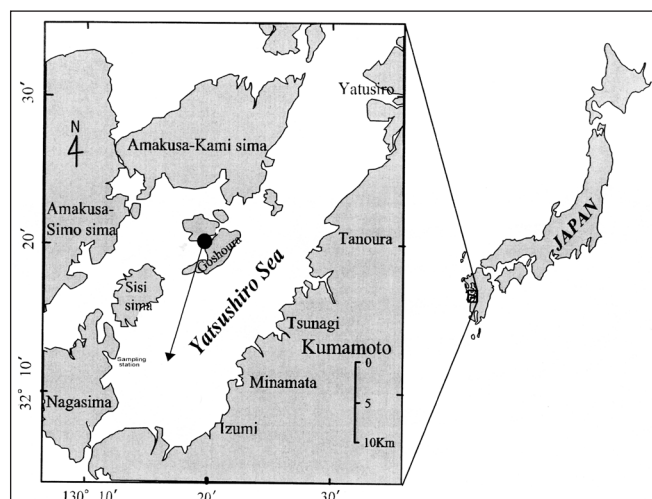 30′
N
Yatusiro
Amakusa-Kami sima
Amakusa-
Simo sima
20′
Goshoura
Tanoura
Sisi
sima
Yatsushiro Sea
Tsunagi
Kumamoto
Sampling
Station
10′
0
Minamata
5
Nagasima
32°
Izumi
10Km
130° 10′
20′
30′
JAPAN